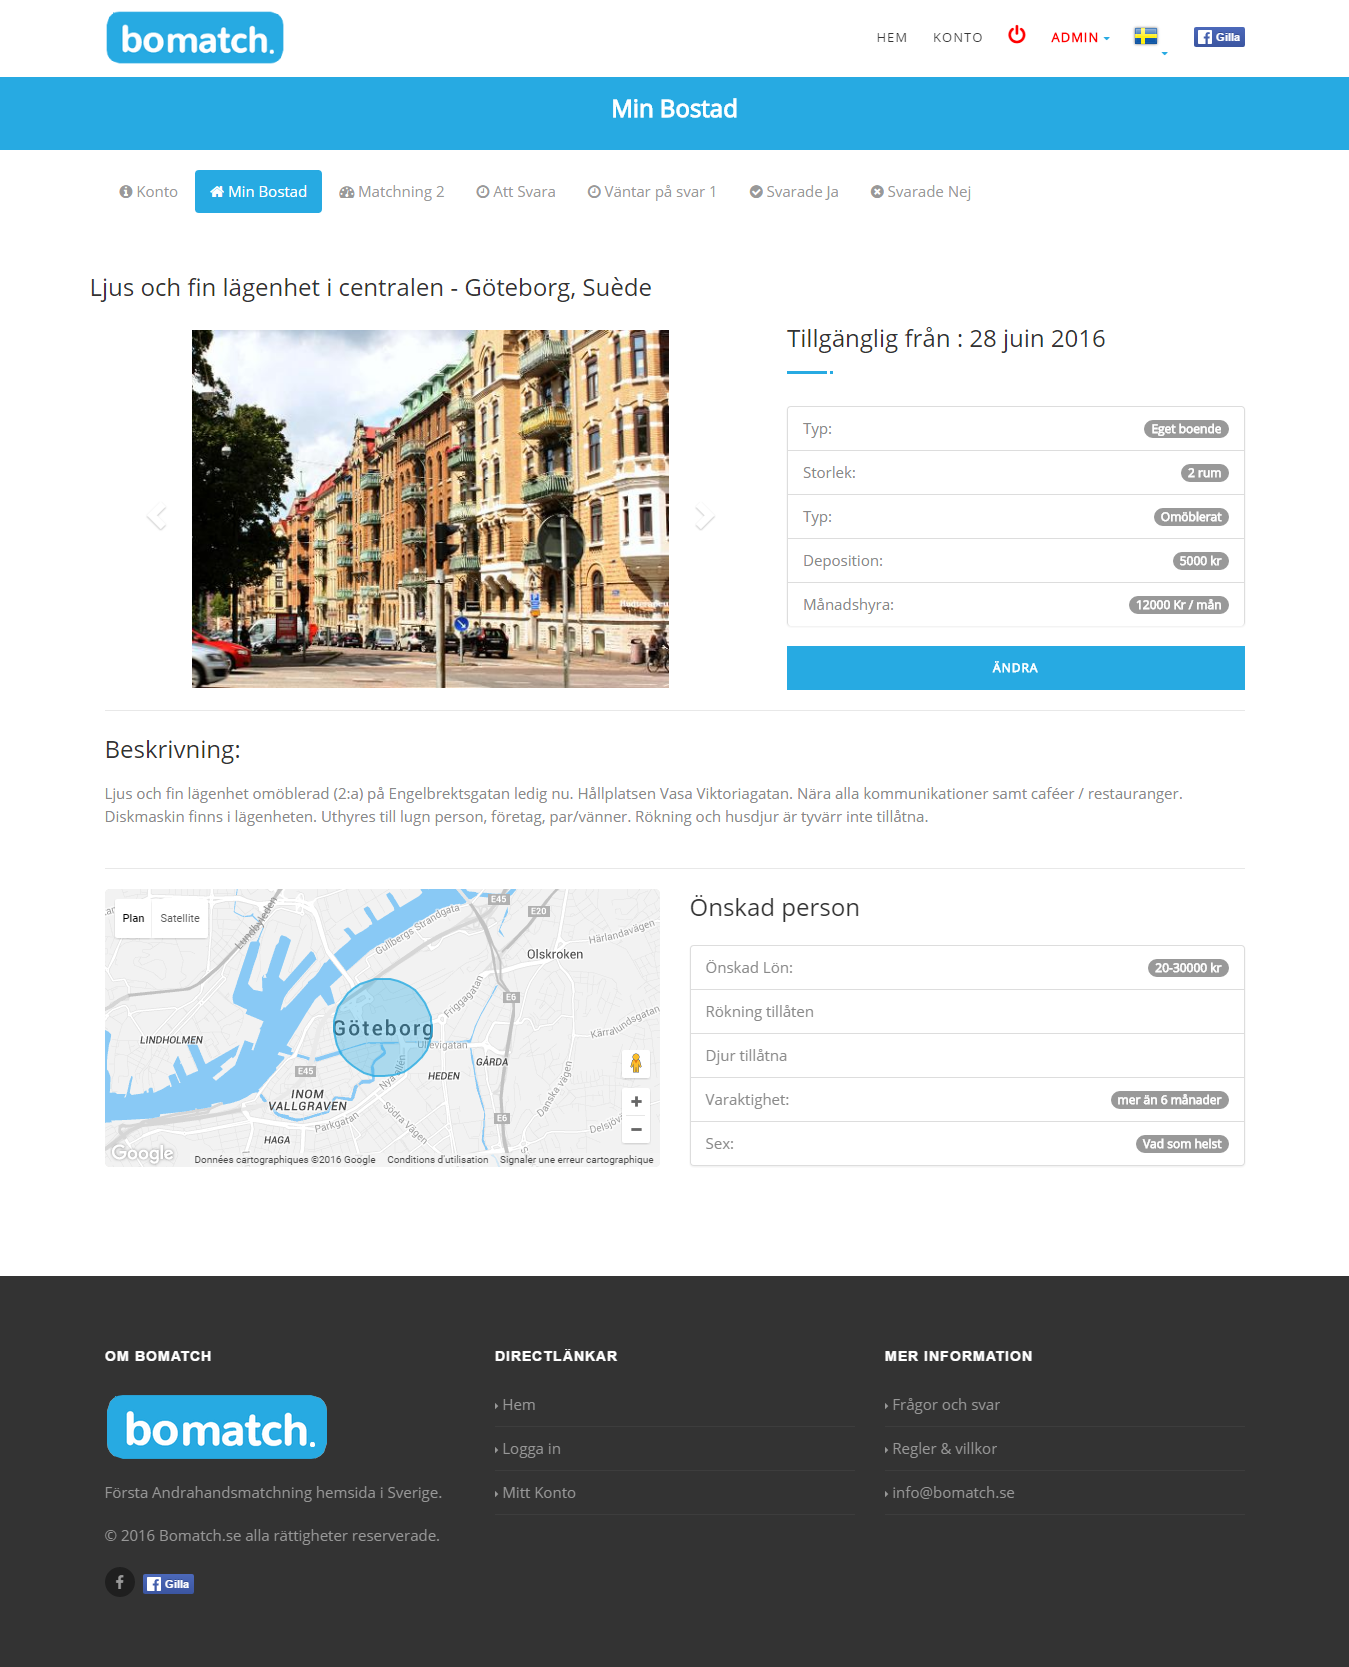 bomatch.
HEM
KONTO
ADMIN
Gilla
Min Bostad
Konto
Min Bostad
Matchning 2
Att Svara
Väntar på svar 1
Svarade Ja
Svarade Nej
Ljus och fin lägenhet i centralen - Göteborg, Suède
Tillgänglig från : 28 juin 2016
Typ: Eget boende
Storlek: 2 rum
Typ: Omöblerat
Deposition: 5000 kr
Månadshyra: 12000 Kr / mån
ÄNDRA
Beskrivning:
Ljus och fin lägenhet omöblerad (2:a) på Engelbrektsgatan ledig nu. Hållplatsen Vasa Viktoriagatan. Nära alla kommunikationer samt caféer / restauranger.
Diskmaskin finns i lägenheten. Uthyres till lugn person, företag, par/vänner. Rökning och husdjur är tyvärr inte tillåtna.
Plan
Satellite
Lundbyleden
Gullbergs Strandgata
E45
E20
Härlandavägen
Olskroken
E6
Friggagatan
Kärralundsgatan
Göteborg
LINDHOLMEN
Ullevigatan
GÅRDA
E45
Nya Allén
HEDEN
INOM
VALLGRAVEN
Södra vägen
Danska vägen
E6
Parkgatan
HAGA
Google
Données cartographiques ©2016 Google
Conditions d'utilisation
Signaler une erreur cartographique
Önskad person
Önskad Lön: 20-30000 kr
Rökning tillåten
Djur tillåtna
Varaktighet: mer än 6 månader
Sex: Vad som helst
OM BOMATCH
bomatch.
Första Andrahandsmatchning hemsida i Sverige.
© 2016 Bomatch.se alla rättigheter reserverade.
Gilla
DIRECTLÄNKAR
Hem
Logga in
Mitt Konto
MER INFORMATION
Frågor och svar
Regler & villkor
info@bomatch.se